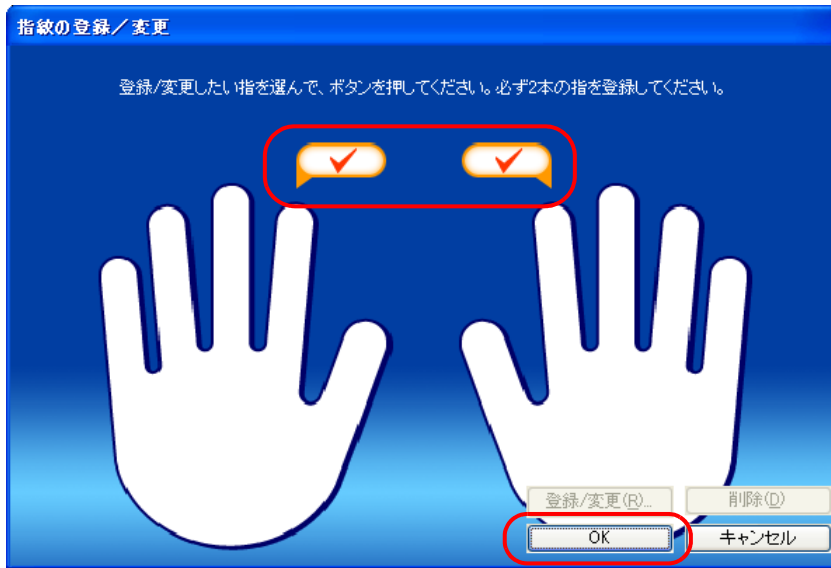 指紋の登録／変更
登録/変更したい指を選んで、ボタンを押してください。必ず2本の指を登録してください。
登録/変更(R)...
削除(D)
OK
キャンセル